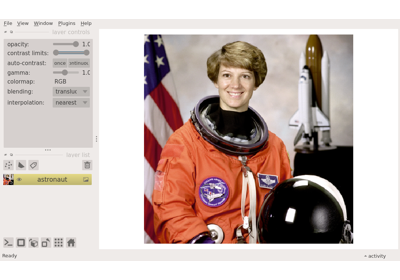 File View Window Plugins Help
layer controls
opacity: 1.0
contrast limits:
auto-contrast: once continuous
gamma: 1.0
colormap: RGB
blending: transluc
interpolation: nearest
layer list
astronaut
Ready
activity